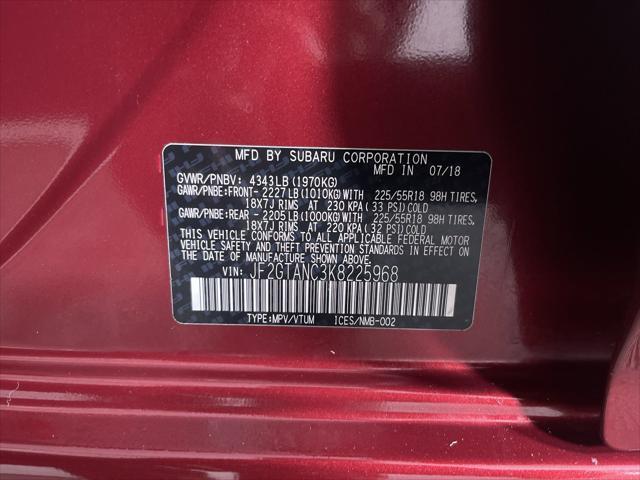 MFD BY SUBARU CORPORATION
MFD IN 07/18
GVWR/PNBV: 4343LB (1970KG)
GAWR/PNBE:FRONT- 2227LB (1010KG)WITH 225/55R18 98H TIRES,
18X7J RIMS AT 230 KPA ( 33 PSI)COLD
GAWR/PNBE:REAR - 2205LB (1000KG)WITH 225/55R18 98H TIRES,
18X7J RIMS AT 220 KPA (32 PSI)COLD
THIS VEHICLE CONFORMS TO ALL APPLICABLE FEDERAL MOTOR
VEHICLE SAFETY AND THEFT PREVENTION STANDARDS IN EFFECT ON
THE DATE OF MANUFACTURE SHOWN ABOVE.
VIN: JF2GTANC3K8225968
TYPE:MPV/VTUM ICES/NMB-002